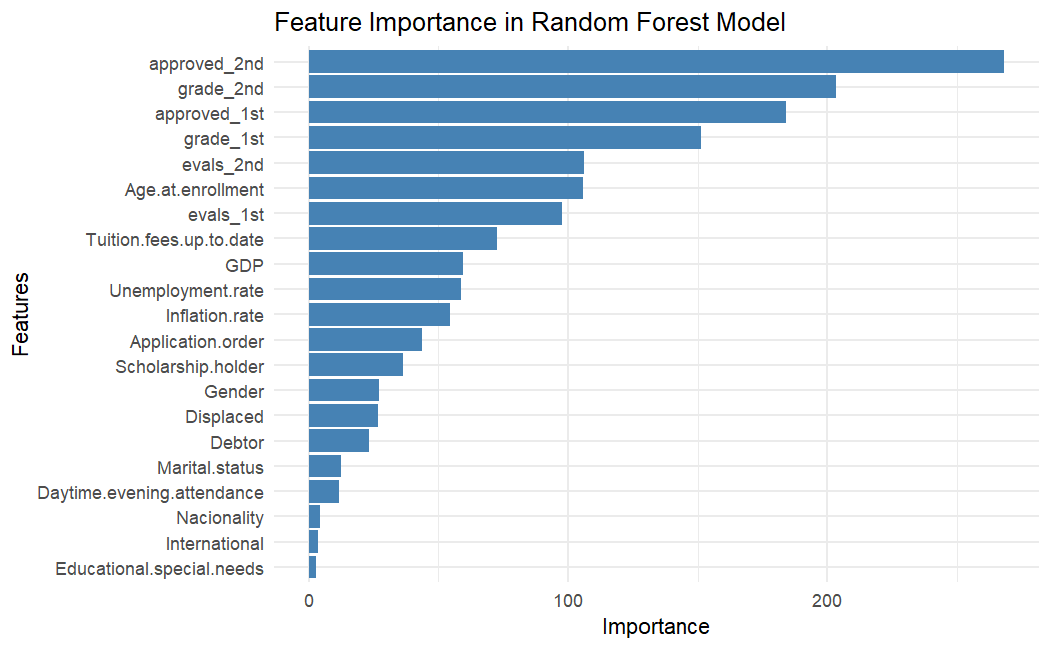 Feature Importance in Random Forest Model
approved_2nd
grade_2nd
approved_1st
grade_1st
evals_2nd
Age.at.enrollment
evals_1st
Tuition.fees.up.to.date
GDP
Unemployment.rate
Inflation.rate
Application.order
Scholarship.holder
Gender
Displaced
Debtor
Marital.status
Daytime.evening.attendance
Nacionality
International
Educational.special.needs
Features
0 100 200
Importance